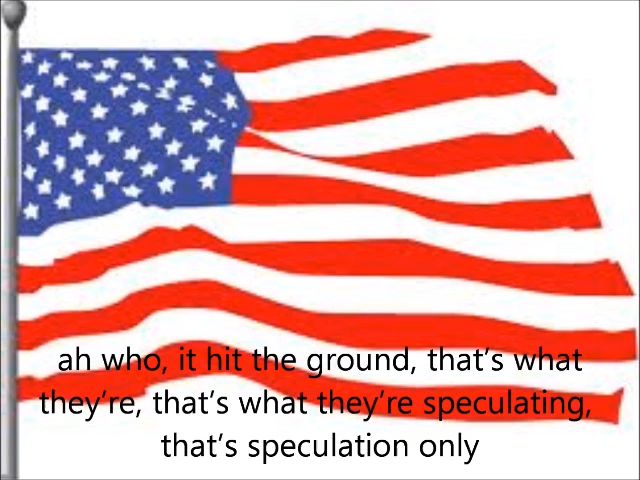 ah who, it hit the ground, that's what
they're, that's what they're speculating,
that's speculation only